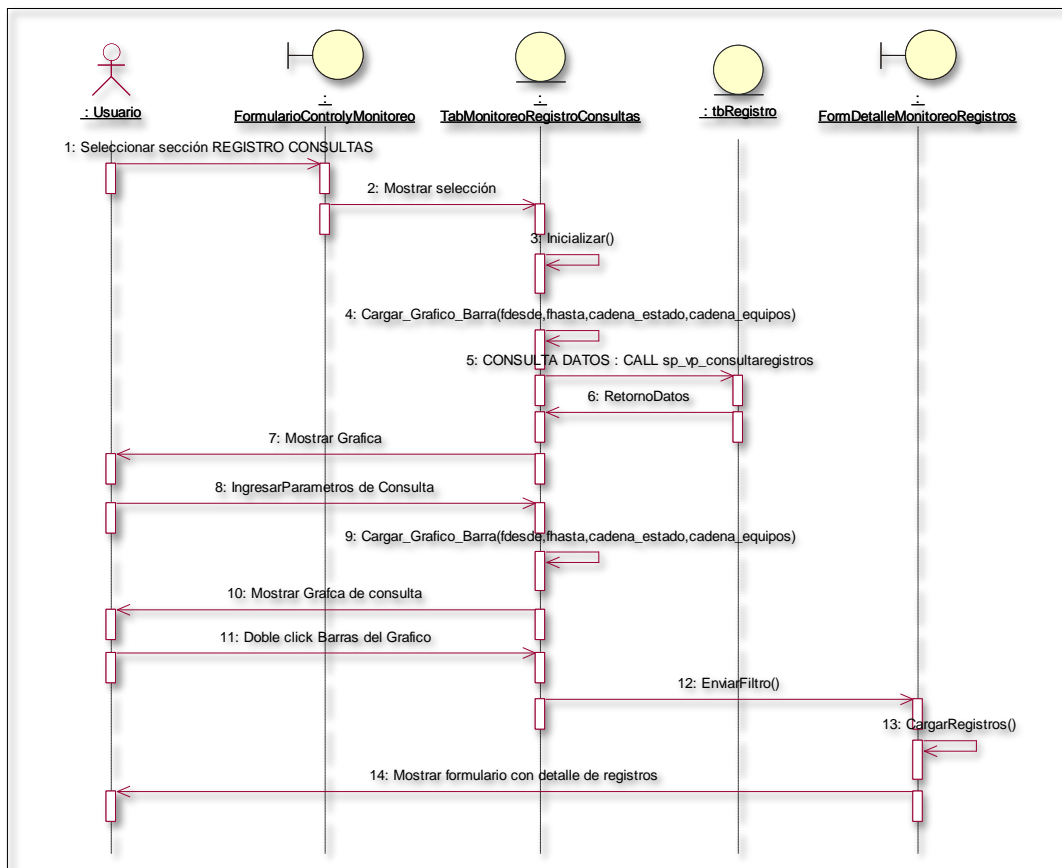 : Usuario
:
FormularioControlyMonitoreo
:
TabMonitoreoRegistroConsultas
: tbRegistro
:
FormDetalleMonitoreoRegistros
1: Seleccionar sección REGISTRO CONSULTAS
2: Mostrar selección
3: Inicializar()
4: Cargar_Grafico_Barra(fdesde,fhasta,cadena_estado,cadena_equipos)
5: CONSULTA DATOS : CALL sp_vp_consultaregistros
6: RetornoDatos
7: Mostrar Grafica
8: IngresarParametros de Consulta
9: Cargar_Grafico_Barra(fdesde,fhasta,cadena_estado,cadena_equipos)
10: Mostrar Grafca de consulta
11: Doble click Barras del Grafico
12: EnviarFiltro()
13: CargarRegistros()
14: Mostrar formulario con detalle de registros